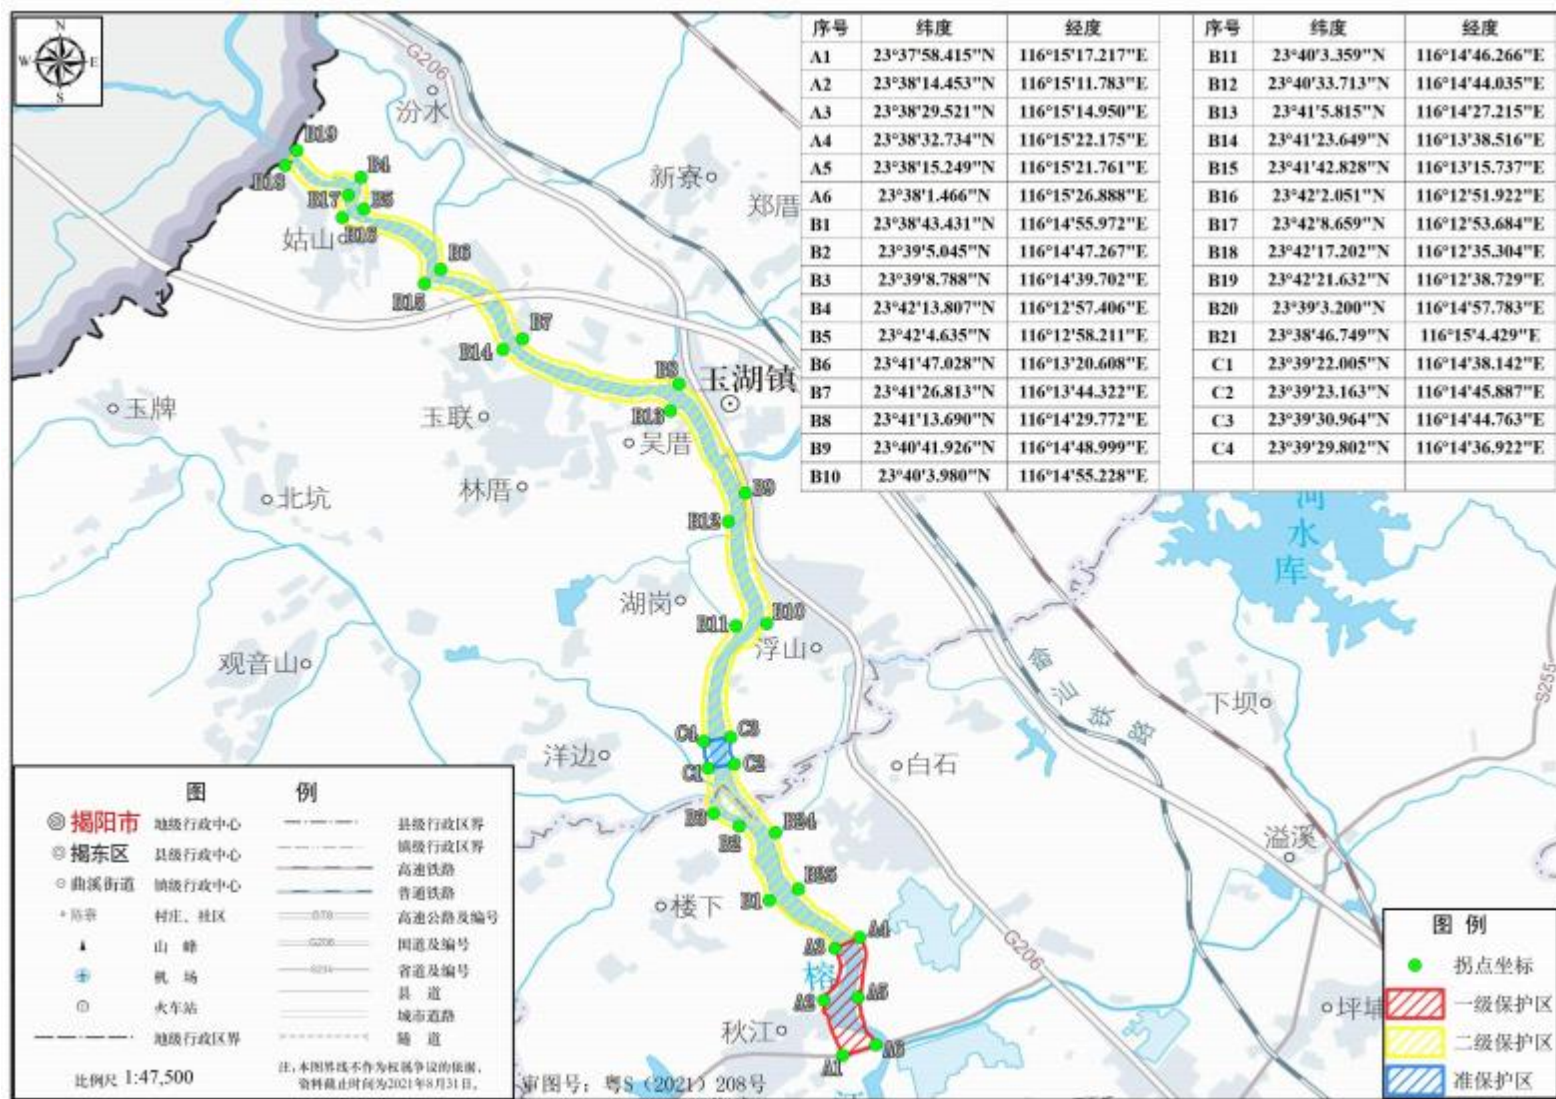 序号 纬度 经度
A1 23°37'58.415"N 116°15'17.217"E
A2 23°38'14.453"N 116°15'11.783"E
A3 23°38'29.521"N 116°15'14.950"E
A4 23°38'32.734"N 116°15'22.175"E
A5 23°38'15.249"N 116°15'21.761"E
A6 23°38'1.466"N 116°15'26.888"E
B1 23°38'43.431"N 116°14'55.972"E
B2 23°39'5.045"N 116°14'47.267"E
B3 23°39'8.788"N 116°14'39.702"E
B4 23°42'13.807"N 116°12'57.406"E
B5 23°42'4.635"N 116°12'58.211"E
B6 23°41'47.028"N 116°13'20.608"E
B7 23°41'26.813"N 116°13'44.322"E
B8 23°41'13.690"N 116°14'29.772"E
B9 23°40'41.926"N 116°14'48.999"E
B10 23°40'3.980"N 116°14'55.228"E
序号 纬度 经度
B11 23°40'3.359"N 116°14'46.266"E
B12 23°40'33.713"N 116°14'44.035"E
B13 23°41'5.815"N 116°14'27.215"E
B14 23°41'23.649"N 116°13'38.516"E
B15 23°41'42.828"N 116°13'15.737"E
B16 23°42'2.051"N 116°12'51.922"E
B17 23°42'8.659"N 116°12'53.684"E
B18 23°42'17.202"N 116°12'35.304"E
B19 23°42'21.632"N 116°12'38.729"E
B20 23°39'3.200"N 116°14'57.783"E
B21 23°38'46.749"N 116°15'4.429"E
C1 23°39'22.005"N 116°14'38.142"E
C2 23°39'23.163"N 116°14'45.887"E
C3 23°39'30.964"N 116°14'44.763"E
C4 23°39'29.802"N 116°14'36.922"E
N
W E
S
G206
汾水
新寮
郑厝
B19
B18
B4
B17
B5
B16
姑山
B6
B15
B7
B14
B8
玉湖镇
B13
玉牌
玉联
吴厝
林厝
北坑
B9
B12
河水库
湖岗
B11
B10
浮山
观音山
畲汕铁路
下坝
S255
C4
C3
洋边
C1
C2
白石
B3
B2
B24
溢溪
B25
B1
楼下
A4
A3
榕
G206
A2
A5
秋江
坪埔
A1
A6
图 例
揭阳市 地级行政中心
揭东区 县级行政中心
曲溪街道 镇级行政中心
陈寮 村庄、社区
山 峰
机 场
火车站
地级行政区界
县级行政区界
镇级行政区界
高速铁路
普通铁路
G78 高速公路及编号
G206 国道及编号
省道及编号
县 道
城市道路
隧 道
比例尺 1:47,500
注：本图界线不作为权属争议的依据，
资料截止时间为2021年8月31日。
审图号：粤S（2021）208号
图 例
拐点坐标
一级保护区
二级保护区
准保护区